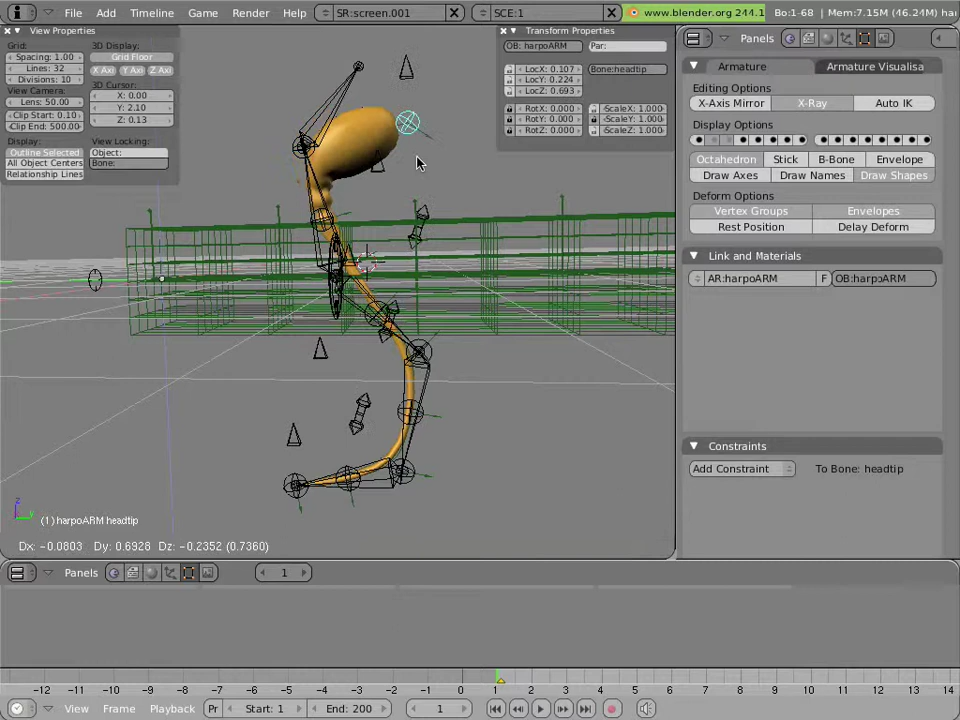 File Add Timeline Game Render Help SR:screen.001 SCE:1 www.blender.org 244.1 Bo:1-68 | Mem:7.15M (46.24M)
View Properties
Grid:
Spacing: 1.00
Lines: 32
Divisions: 10
View Camera:
Lens: 50.00
Clip Start: 0.10
Clip End: 500.00
Display:
Outline Selected
All Object Centers
Relationship Lines
3D Display:
Grid Floor
X Axi Y Axi Z Axi
3D Cursor:
X: 0.00
Y: 2.10
Z: 0.13
View Locking:
Object:
Bone:
Transform Properties
OB: harpoARM Par:
LocX: 0.107 Bone:headtip
LocY: 0.224
LocZ: 0.693
RotX: 0.000 ScaleX: 1.000
RotY: 0.000 ScaleY: 1.000
RotZ: 0.000 ScaleZ: 1.000
Panels
Armature Armature Visualisa
Editing Options
X-Axis Mirror X-Ray Auto IK
Display Options
Octahedron Stick B-Bone Envelope
Draw Axes Draw Names Draw Shapes
Deform Options
Vertex Groups Envelopes
Rest Position Delay Deform
Link and Materials
AR:harpoARM F OB:harpoARM
Constraints
Add Constraint To Bone: headtip
z
y
(1) harpoARM headtip
Dx: -0.0803 Dy: 0.6926 Dz: -0.2352 (0.7360)
Panels 1
-12 -11 -10 -9 -8 -7 -6 -5 -4 -3 -2 -1 0 1 2 3 4 5 6 7 8 9 10 11 12 13 14
View Frame Playback Pr Start: 1 End: 200 1